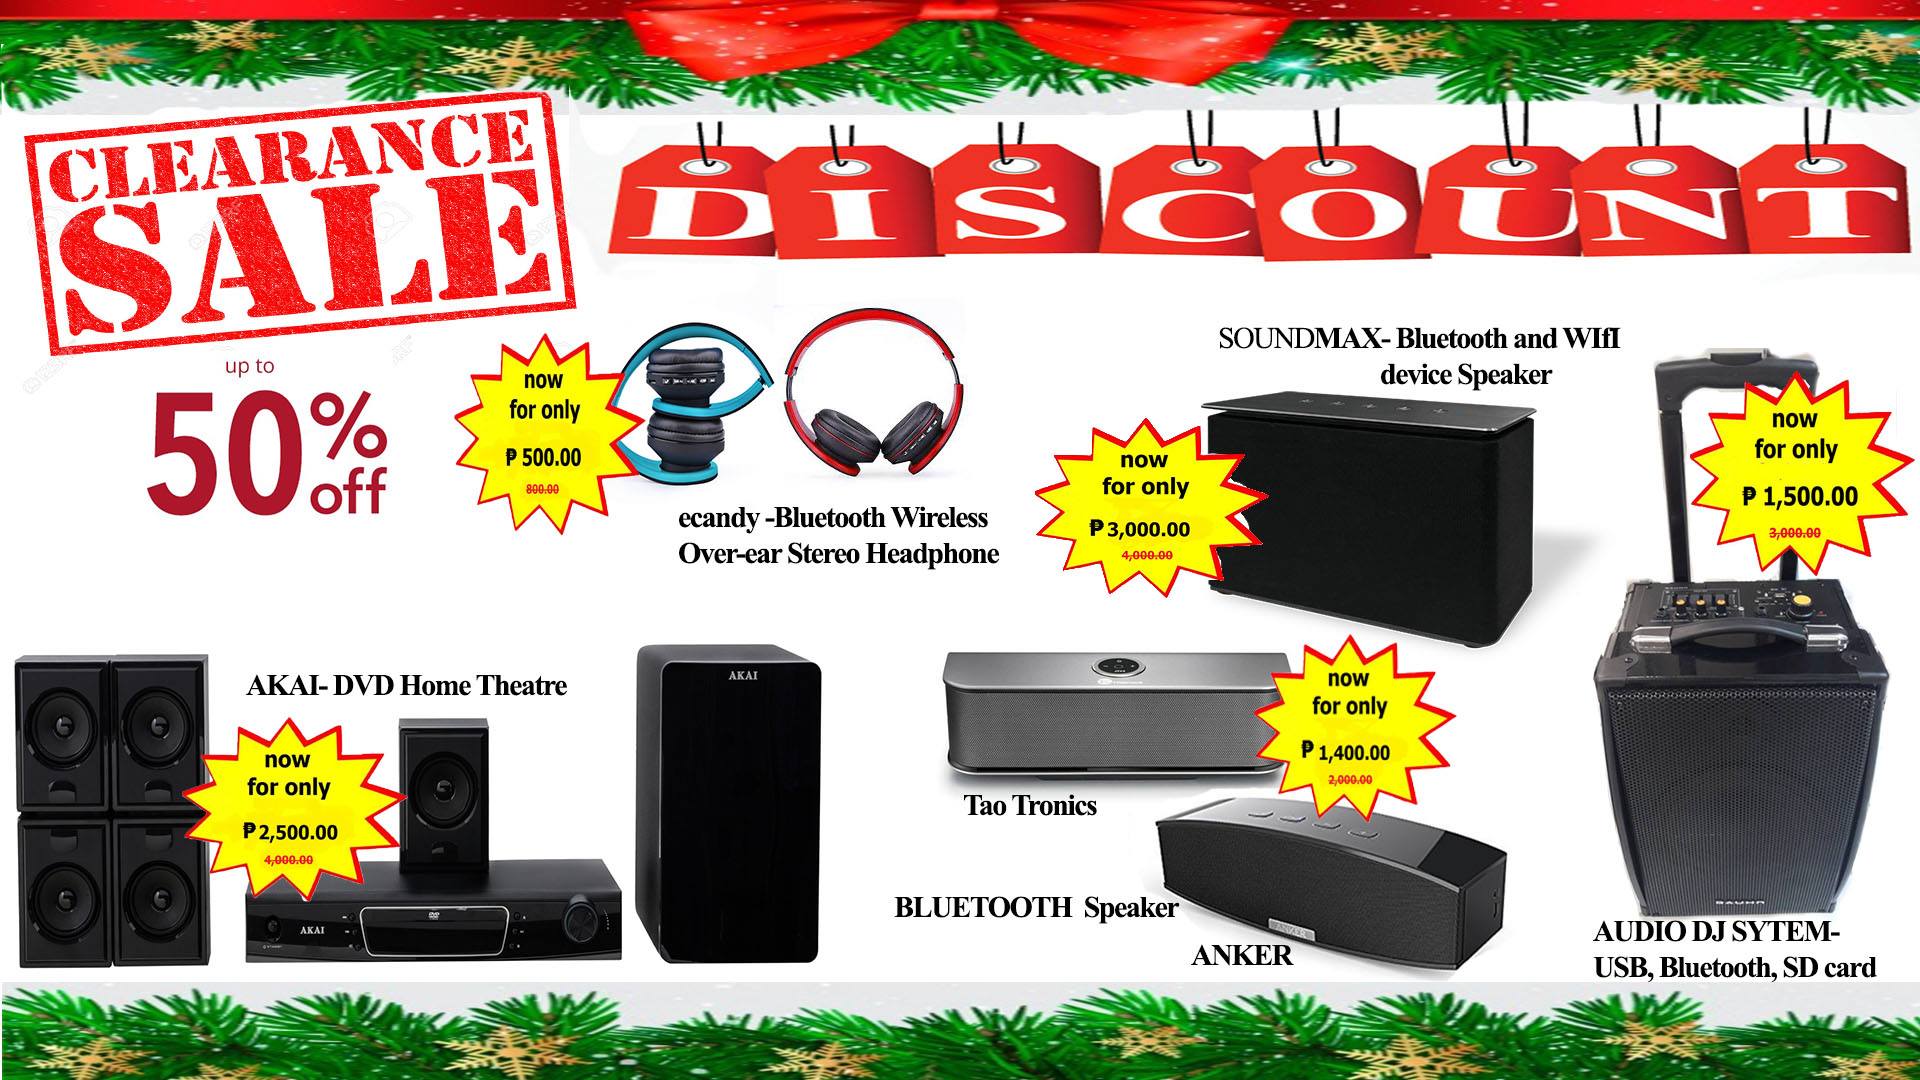 CLEARANCE
SALE
up to
50% off
DISCOUNT
now
for only
₱ 500.00
800.00
ecandy -Bluetooth Wireless
Over-ear Stereo Headphone
SOUNDMAX- Bluetooth and WIfI
device Speaker
now
for only
₱3,000.00
4,000.00
now
for only
₱ 1,500.00
3,000.00
AKAI- DVD Home Theatre
now
for only
₱2,500.00
4,000.00
AKAI
AKAI
now
for only
₱ 1,400.00
2,000.00
Tao Tronics
BLUETOOTH Speaker
ANKER
ANKER
BAUHN
AUDIO DJ SYTEM-
USB, Bluetooth, SD card